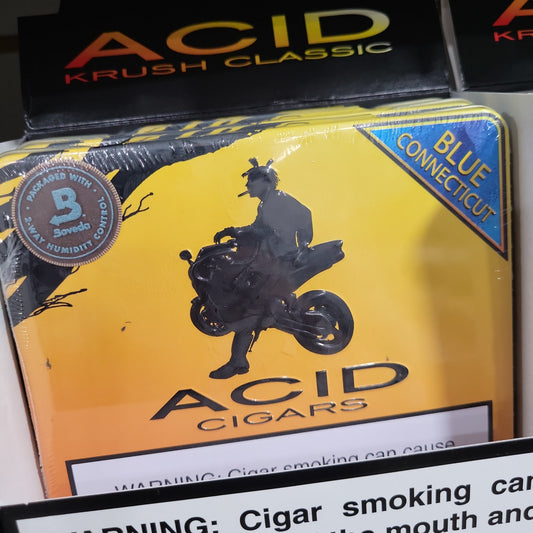 ACID
KRUSH CLASSIC
PACKAGED WITH
B
Boveda
2-WAY HUMIDITY CONTROL
BLUE
CONNECTICUT
ACID
CIGARS
WARNING: Cigar smoking can cause
WARNING: Cigar smoking can
the mouth and